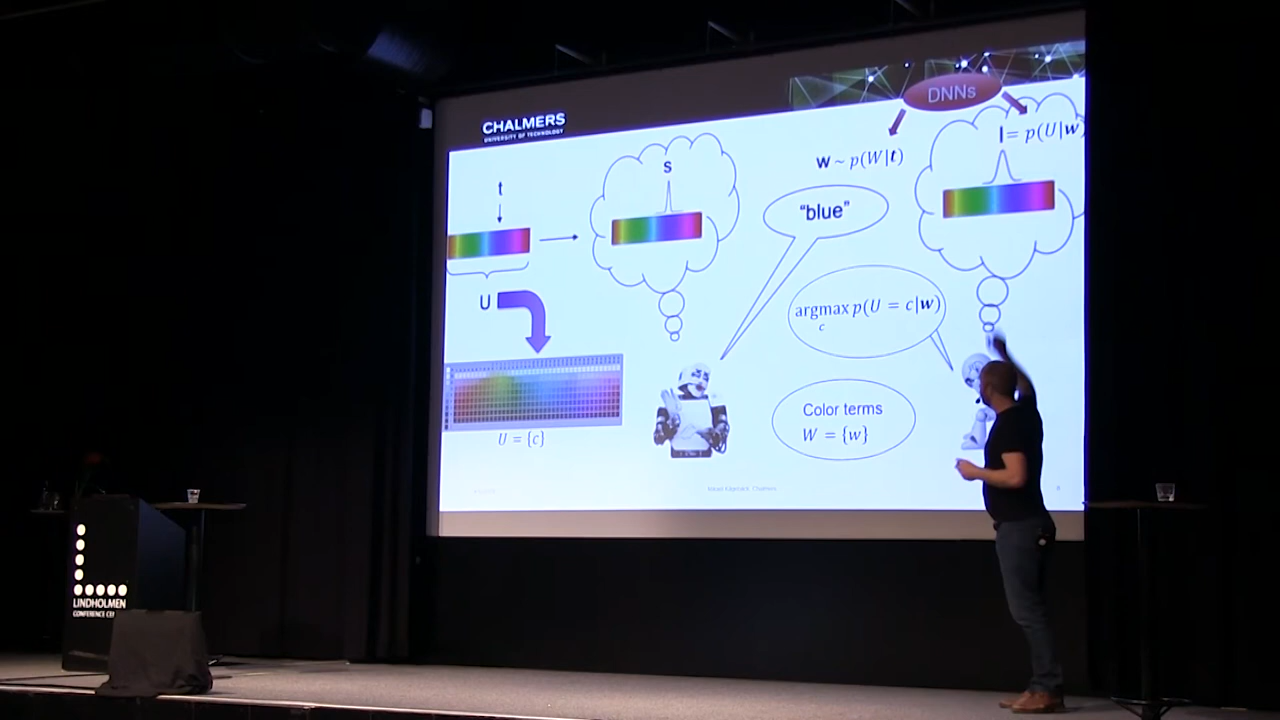 CHALMERS
UNIVERSITY OF TECHNOLOGY
DNNs
t
s
w ~ p(W|t)
l = p(U|w
"blue"
U
argmax p(U = c|w)
c
Color terms
W = {w}
U = {c}
LINDHOLMEN
CONFERENCE CE